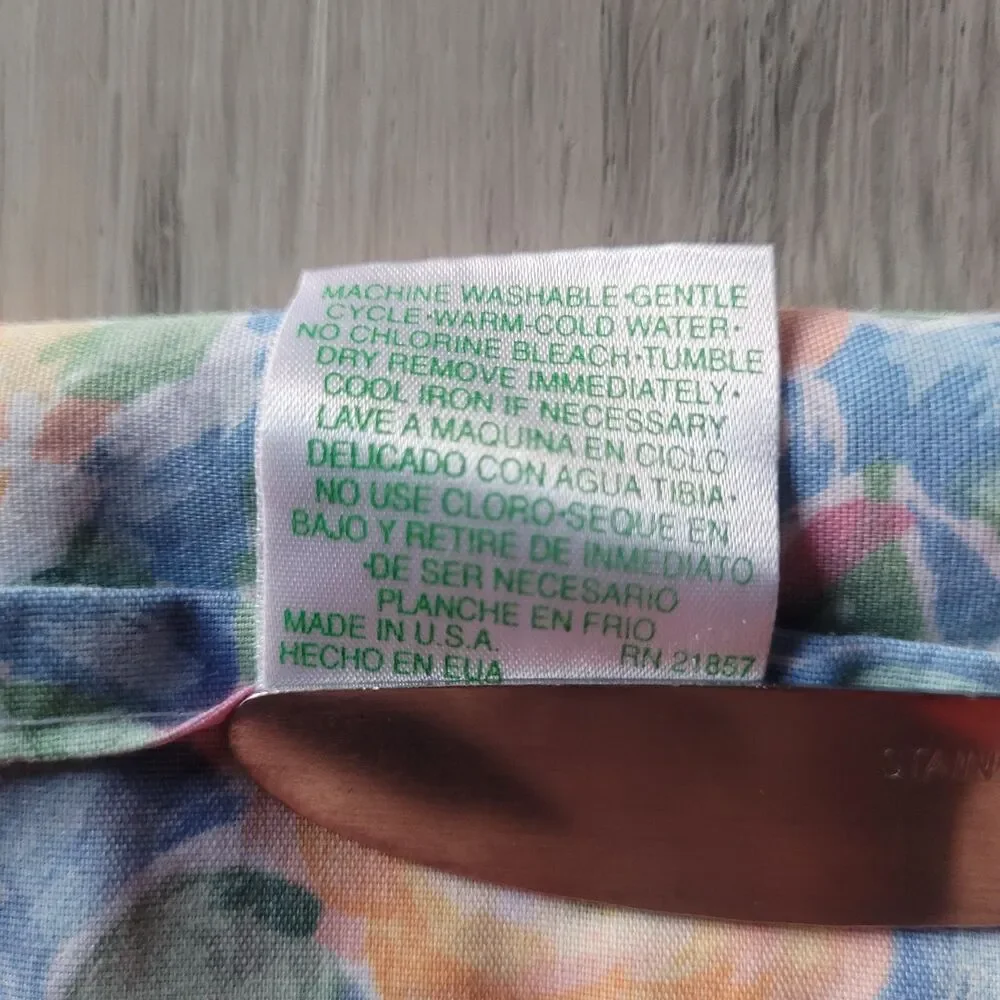 MACHINE WASHABLE•GENTLE
CYCLE•WARM-COLD WATER•
NO CHLORINE BLEACH•TUMBLE
DRY REMOVE IMMEDIATELY•
COOL IRON IF NECESSARY
LAVE A MAQUINA EN CICLO
DELICADO CON AGUA TIBIA•
NO USE CLORO•SEQUE EN
BAJO Y RETIRE DE INMEDIATO
•DE SER NECESARIO
PLANCHE EN FRIO
MADE IN U.S.A.
HECHO EN EUA RN 21857